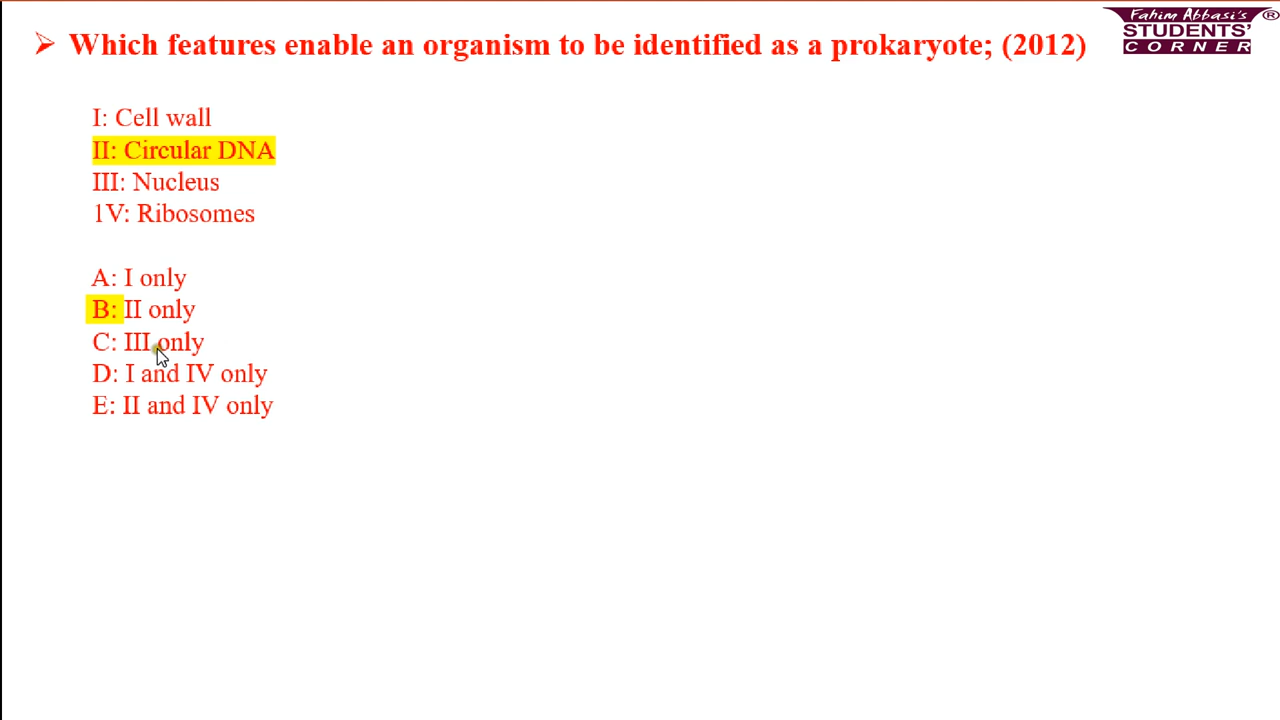 Fahim Abbasi's
STUDENTS'
CORNER
®
➢ Which features enable an organism to be identified as a prokaryote; (2012)
I: Cell wall
II: Circular DNA
III: Nucleus
1V: Ribosomes
A: I only
B: II only
C: III only
D: I and IV only
E: II and IV only